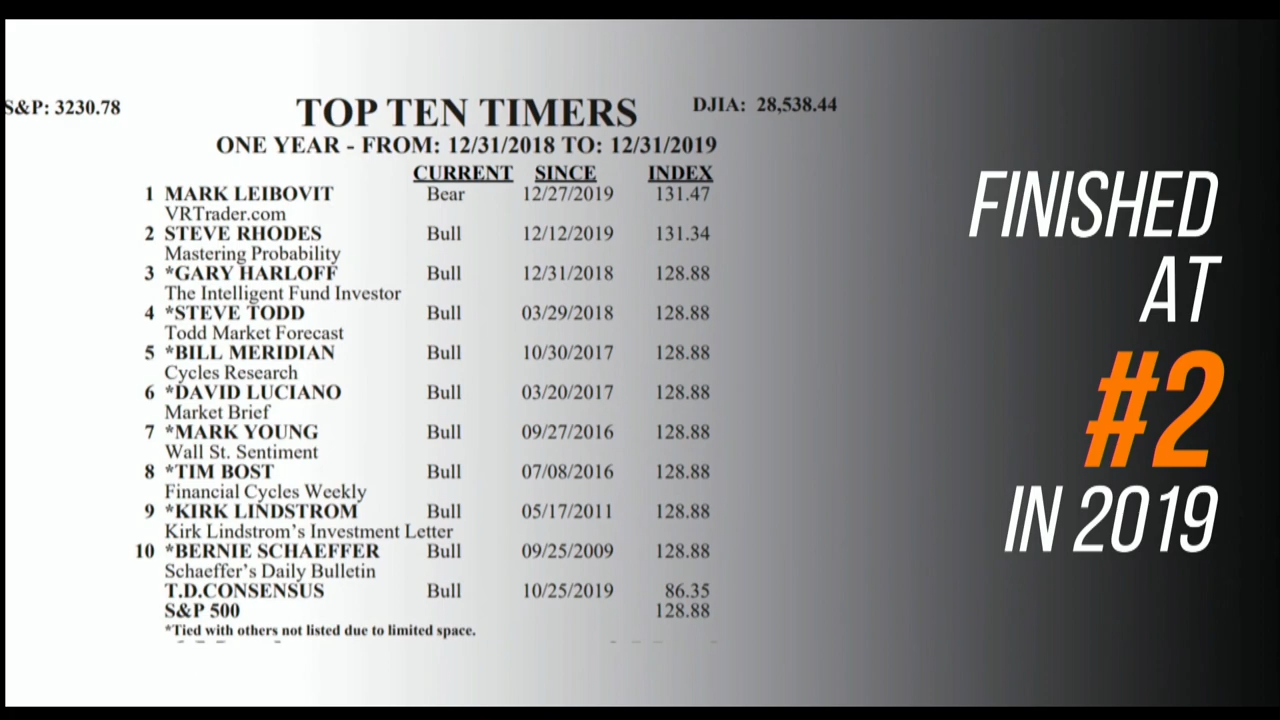 S&P: 3230.78 TOP TEN TIMERS DJIA: 28,538.44
ONE YEAR - FROM: 12/31/2018 TO: 12/31/2019
CURRENT SINCE INDEX
1 MARK LEIBOVIT Bear 12/27/2019 131.47
VRTrader.com
2 STEVE RHODES Bull 12/12/2019 131.34
Mastering Probability
3 *GARY HARLOFF Bull 12/31/2018 128.88
The Intelligent Fund Investor
4 *STEVE TODD Bull 03/29/2018 128.88
Todd Market Forecast
5 *BILL MERIDIAN Bull 10/30/2017 128.88
Cycles Research
6 *DAVID LUCIANO Bull 03/20/2017 128.88
Market Brief
7 *MARK YOUNG Bull 09/27/2016 128.88
Wall St. Sentiment
8 *TIM BOST Bull 07/08/2016 128.88
Financial Cycles Weekly
9 *KIRK LINDSTROM Bull 05/17/2011 128.88
Kirk Lindstrom's Investment Letter
10 *BERNIE SCHAEFFER Bull 09/25/2009 128.88
Schaeffer's Daily Bulletin
T.D.CONSENSUS Bull 10/25/2019 86.35
S&P 500 128.88
*Tied with others not listed due to limited space.
FINISHED
AT
#2
IN 2019